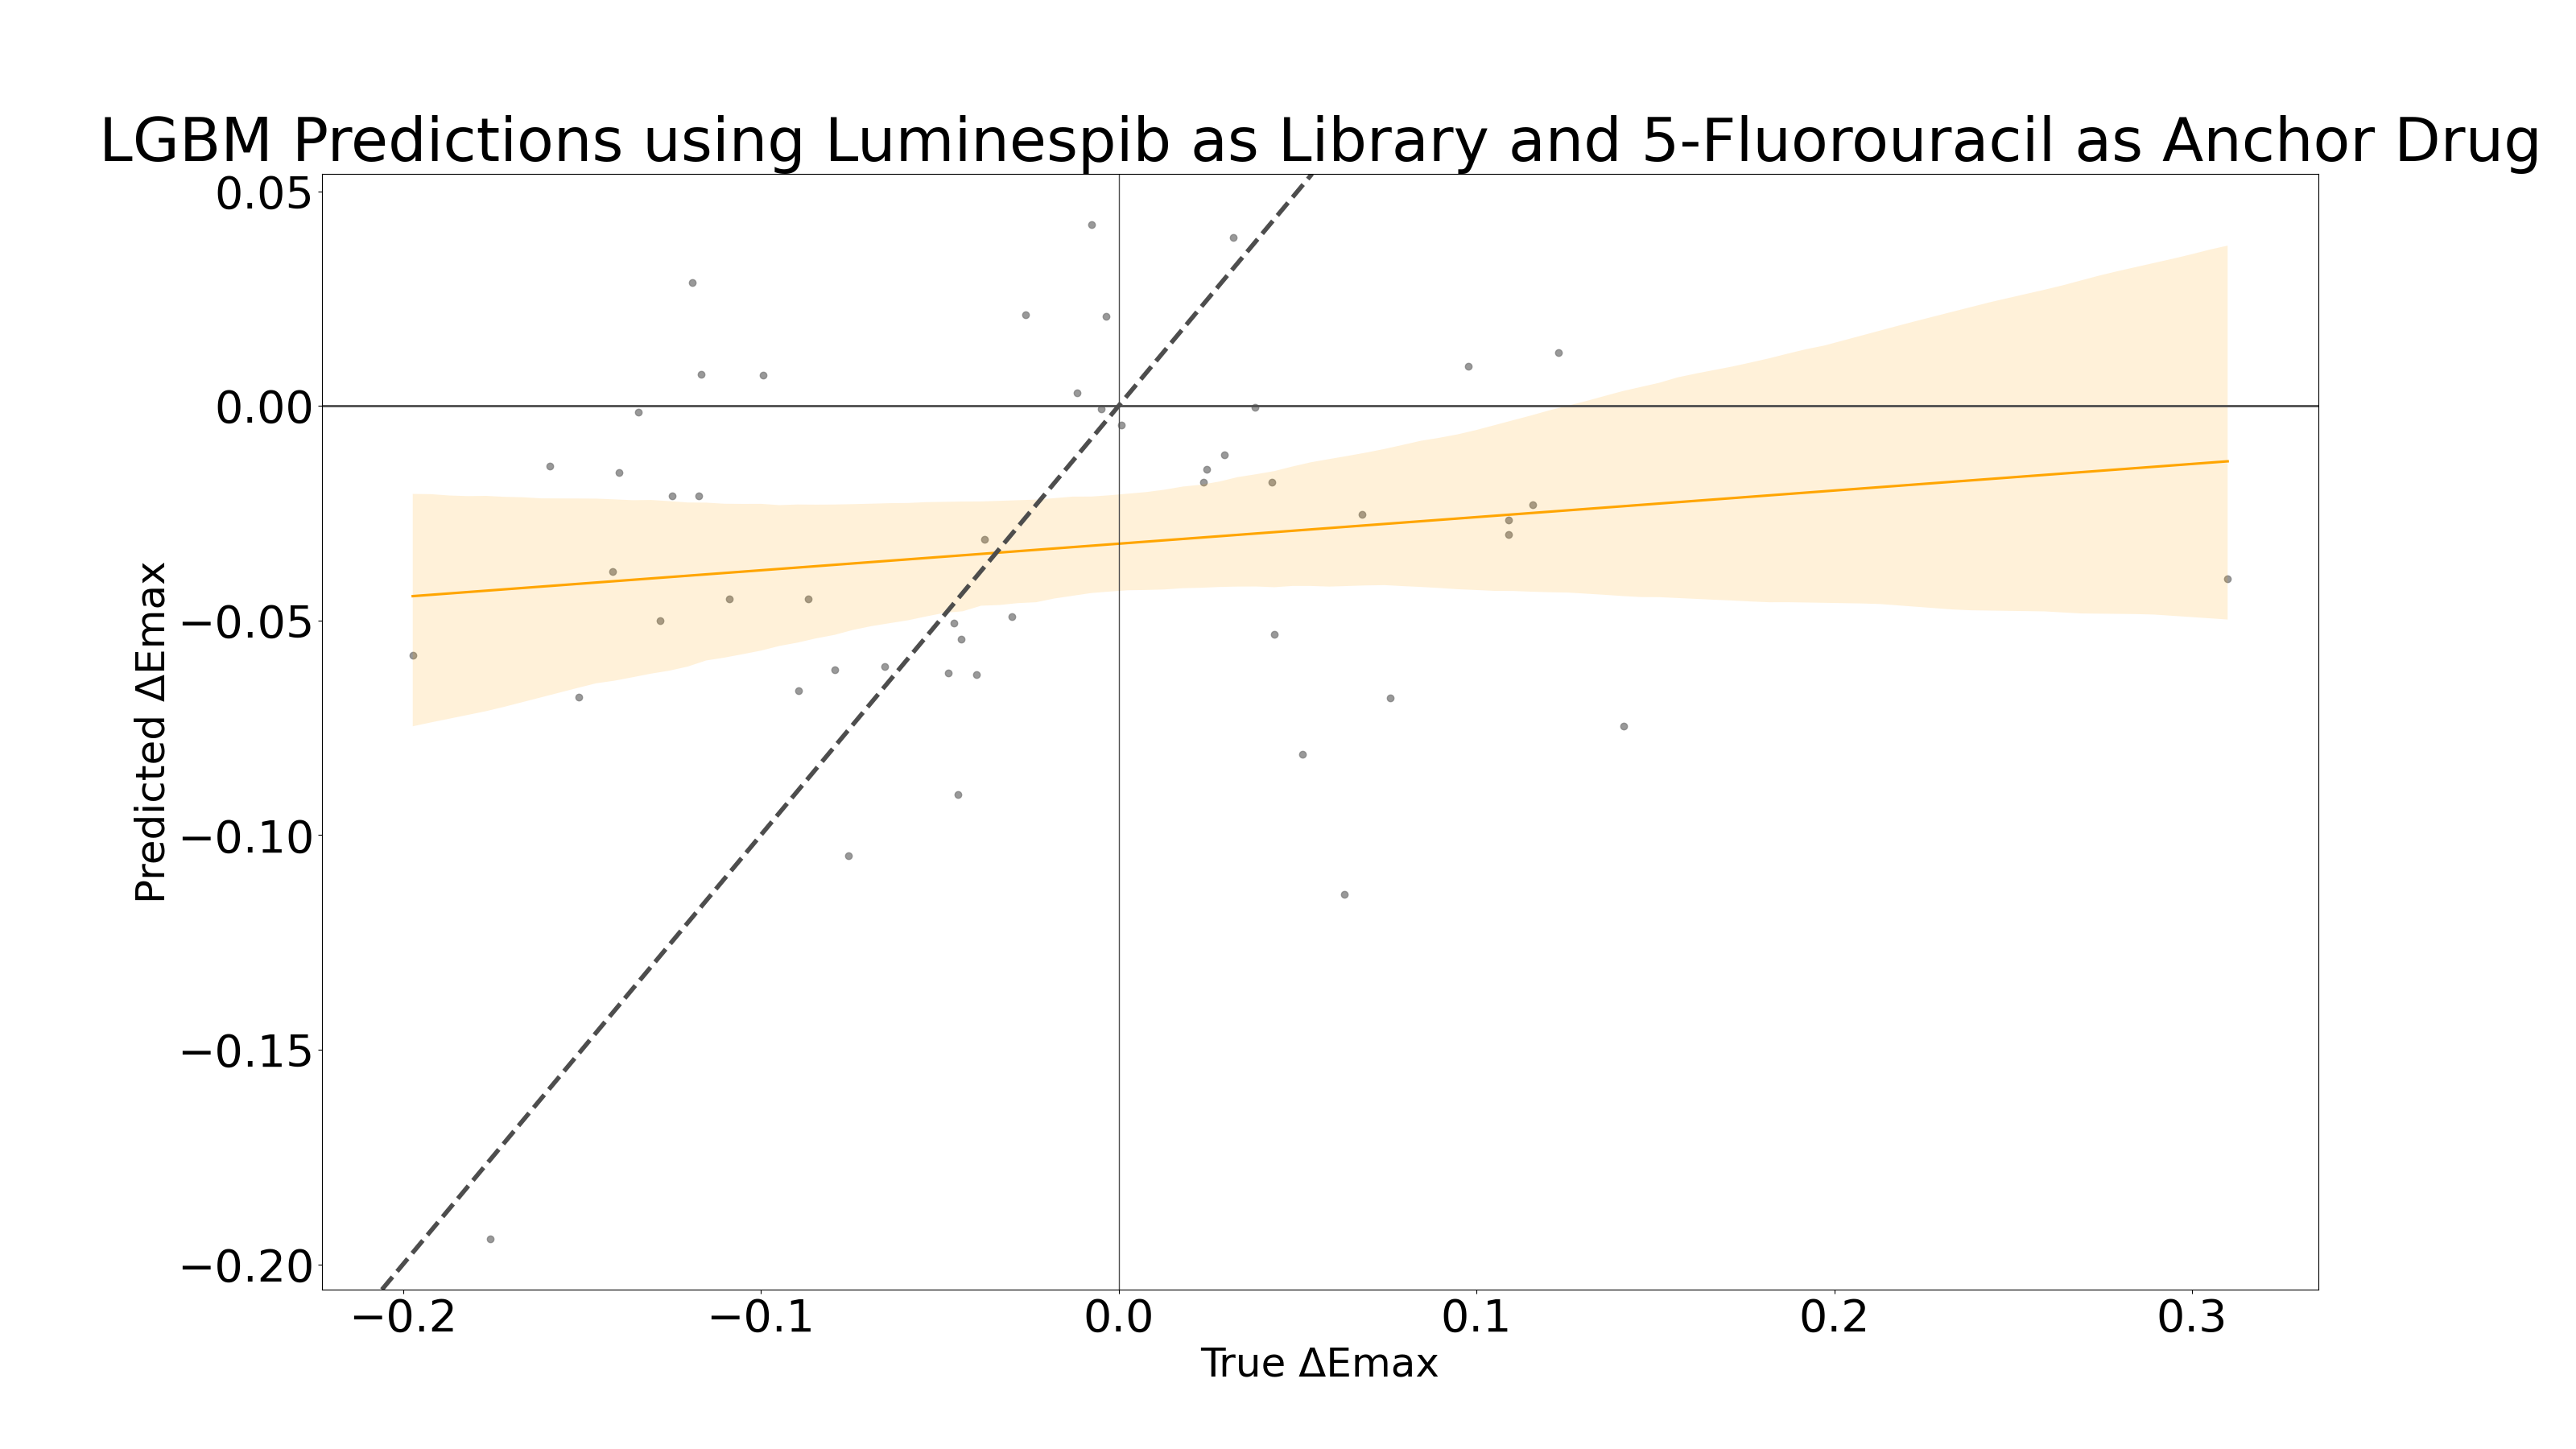 LGBM Predictions using Luminespib as Library and 5-Fluorouracil as Anchor Drug
0.05
0.00
−0.05
−0.10
−0.15
−0.20
Predicted ΔEmax
−0.2 −0.1 0.0 0.1 0.2 0.3
True ΔEmax